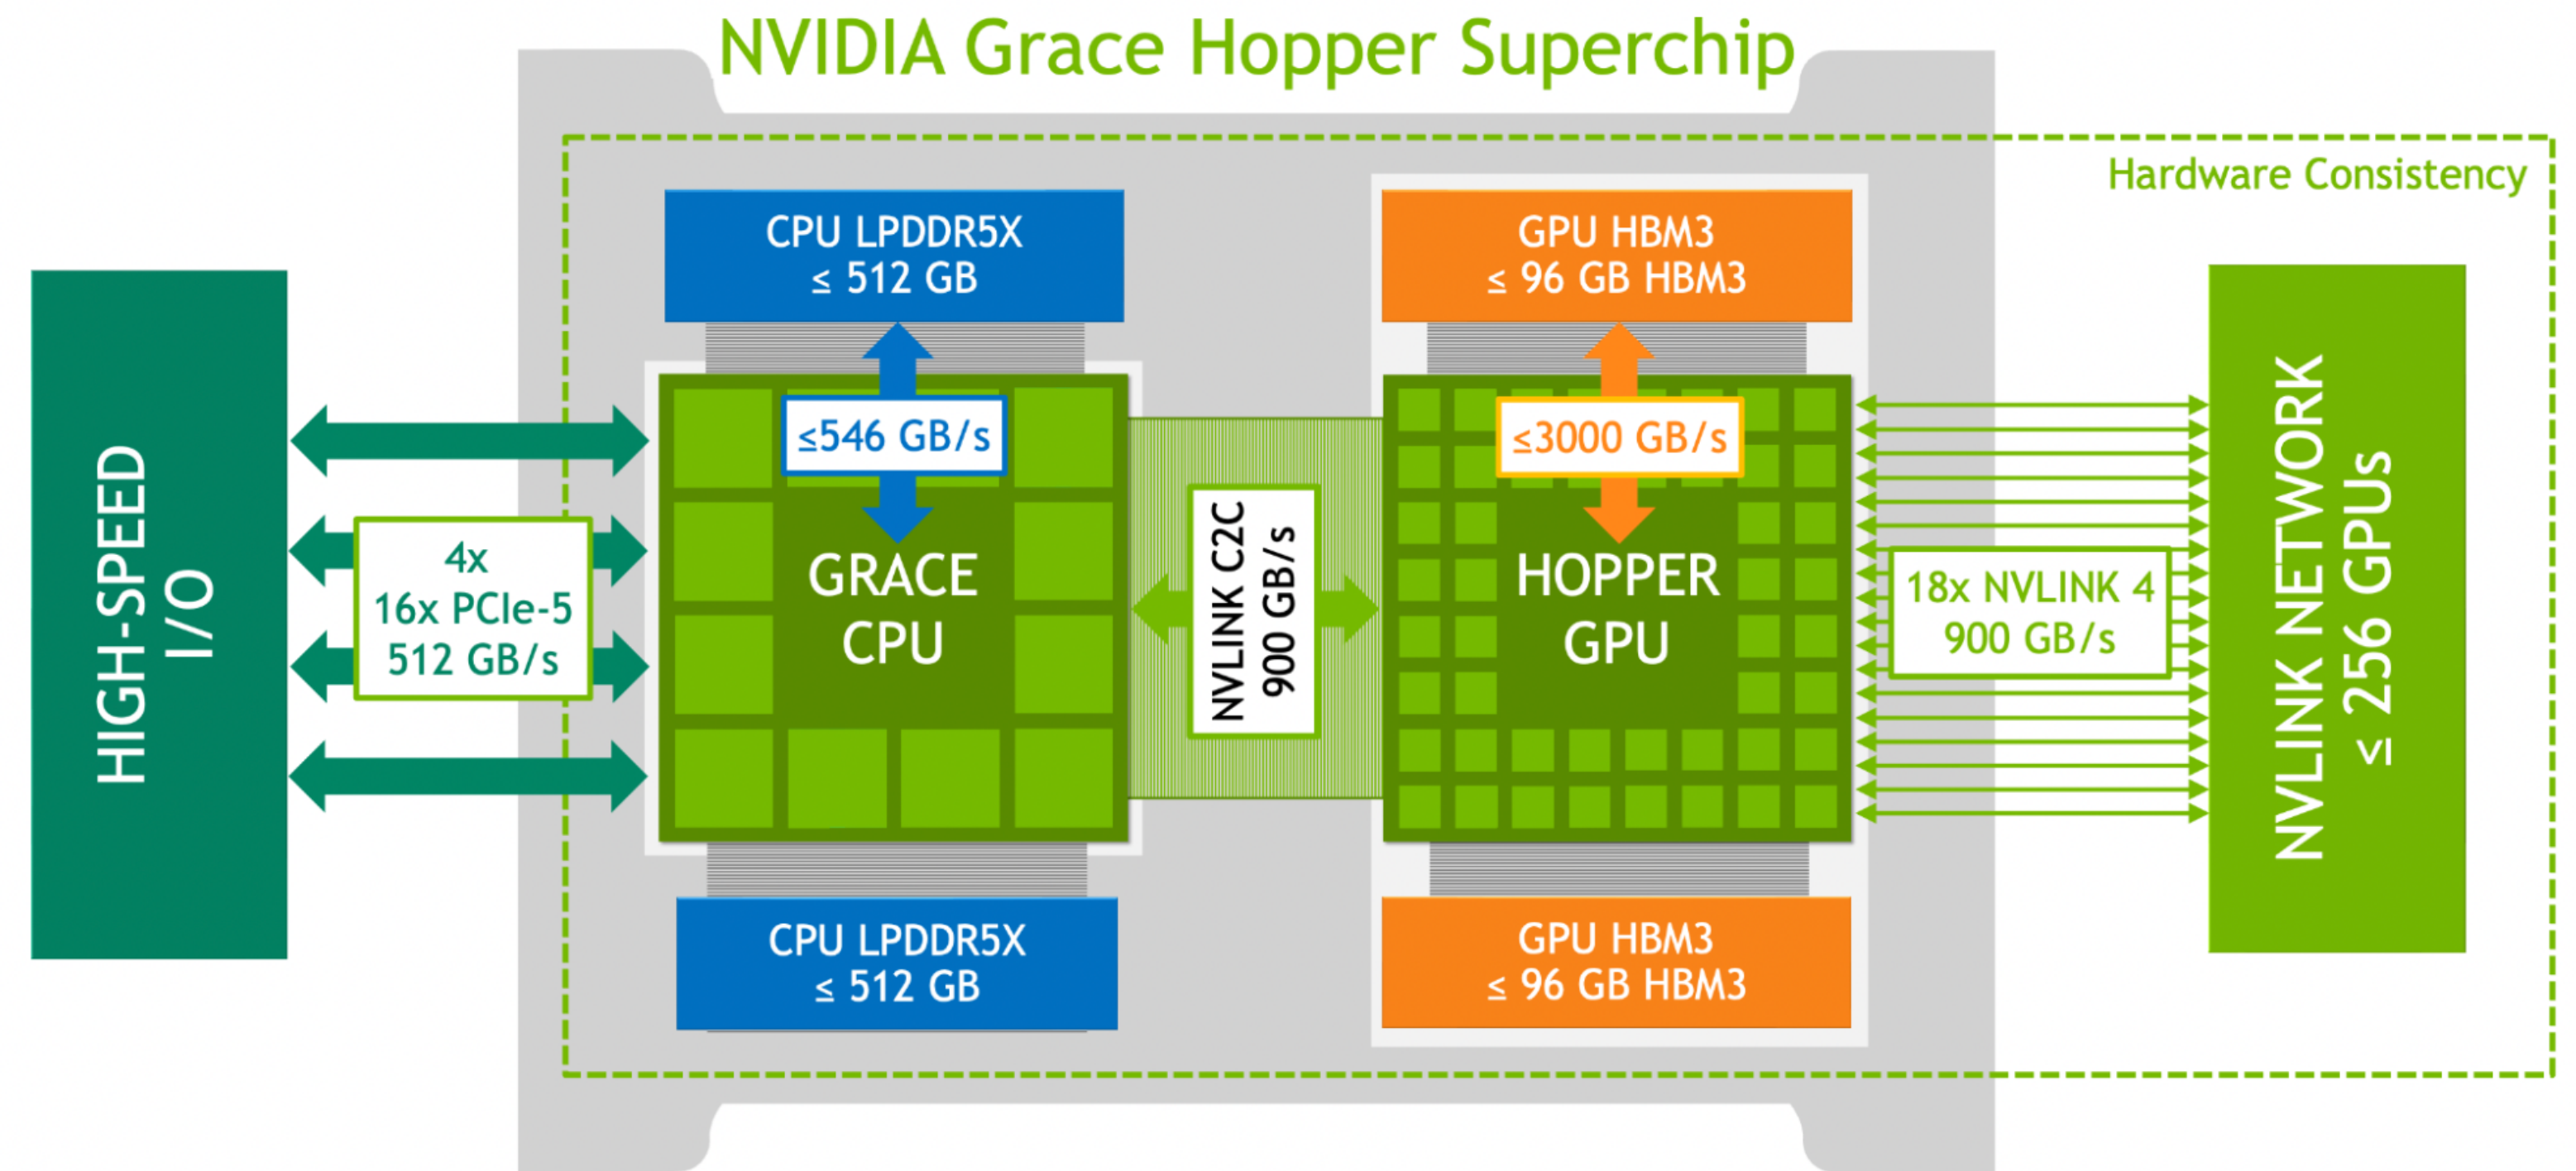 NVIDIA Grace Hopper Superchip
Hardware Consistency
HIGH-SPEED
I/O
4x
16x PCIe-5
512 GB/s
CPU LPDDR5X
≤ 512 GB
≤546 GB/s
GRACE
CPU
CPU LPDDR5X
≤ 512 GB
NVLINK C2C
900 GB/s
GPU HBM3
≤ 96 GB HBM3
≤3000 GB/s
HOPPER
GPU
GPU HBM3
≤ 96 GB HBM3
18x NVLINK 4
900 GB/s
NVLINK NETWORK
≤ 256 GPUs